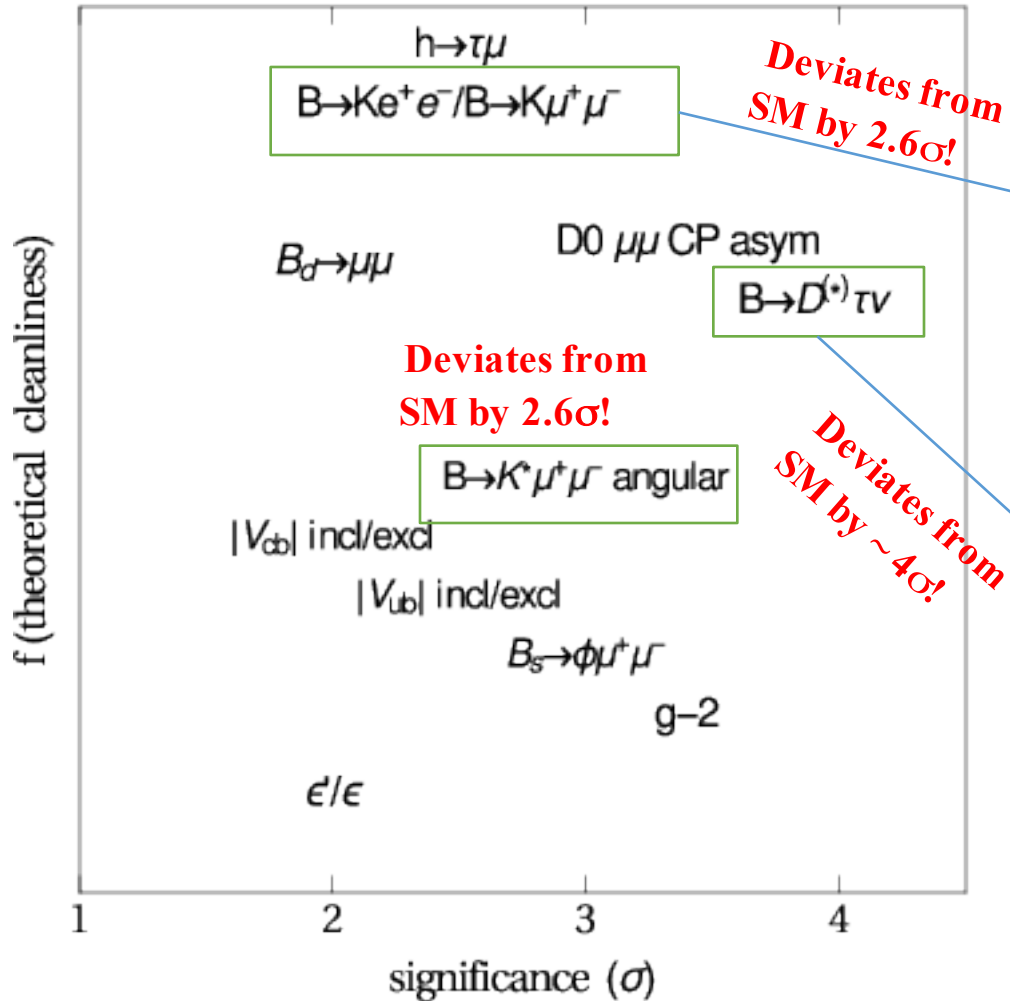 h→τμ
B→Ke⁺e⁻/B→Kμ⁺μ⁻
Deviates from
SM by 2.6σ!
D0 μμ CP asym
B_d→μμ
B→D⁽*⁾τν
Deviates from
SM by 2.6σ!
B→K*μ⁺μ⁻ angular
Deviates from
SM by ~4σ!
|V_cb| incl/excl
|V_ub| incl/excl
B_s→ϕμ⁺μ⁻
g−2
ϵ'/ϵ
f (theoretical cleanliness)
1 2 3 4
significance (σ)